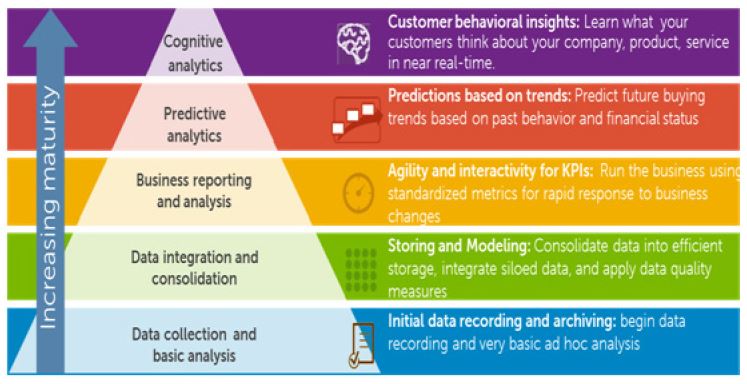 Increasing maturity
Cognitive
analytics
Customer behavioral insights: Learn what your
customers think about your company, product, service
in near real-time.
Predictive
analytics
Predictions based on trends: Predict future buying
trends based on past behavior and financial status
Business reporting
and analysis
Agility and interactivity for KPIs: Run the business using
standardized metrics for rapid response to business
changes
Data integration and
consolidation
Storing and Modeling: Consolidate data into efficient
storage, integrate siloed data, and apply data quality
measures
Data collection and
basic analysis
Initial data recording and archiving: begin data
recording and very basic ad hoc analysis